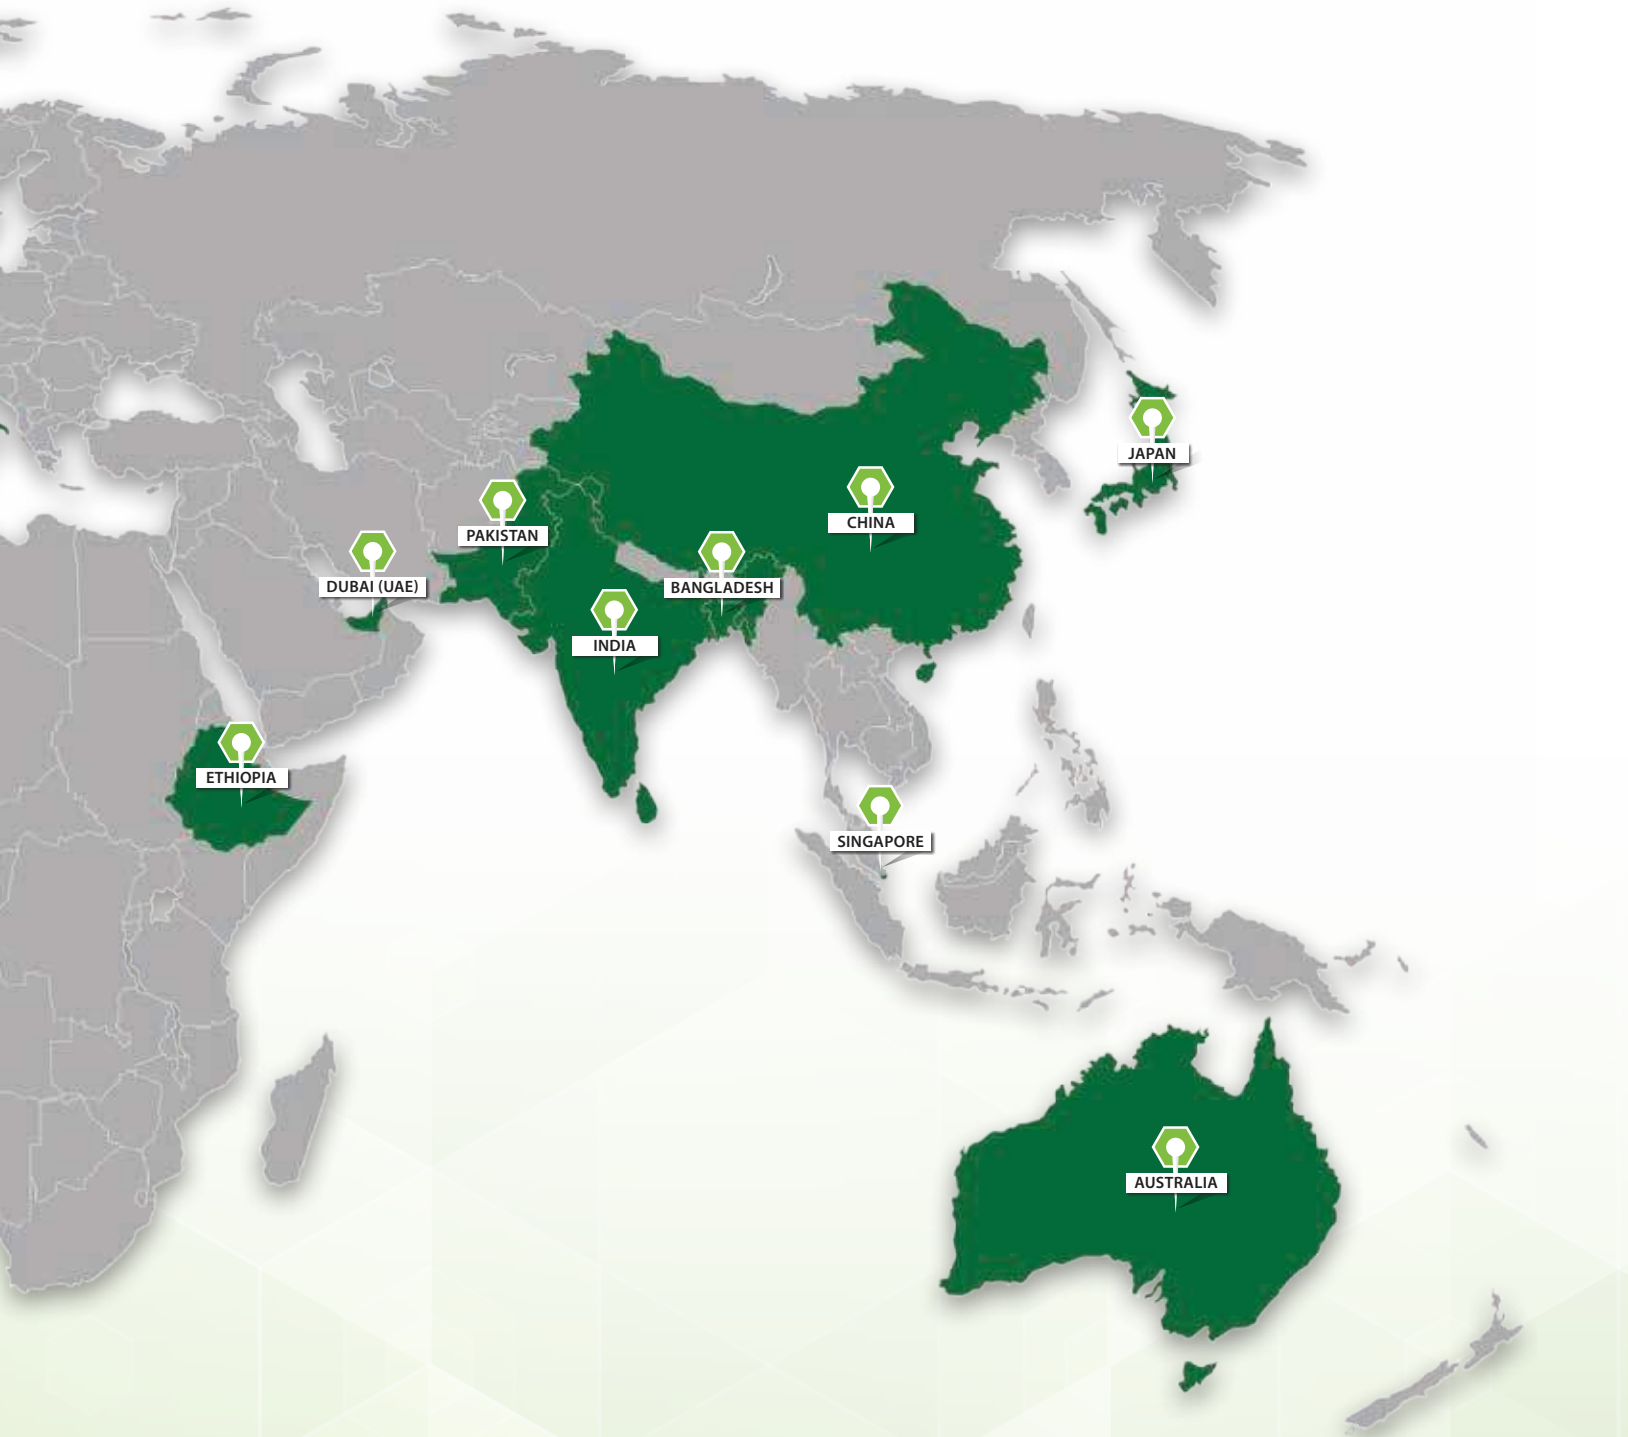 JAPAN
CHINA
PAKISTAN
DUBAI (UAE)
BANGLADESH
INDIA
ETHIOPIA
SINGAPORE
AUSTRALIA